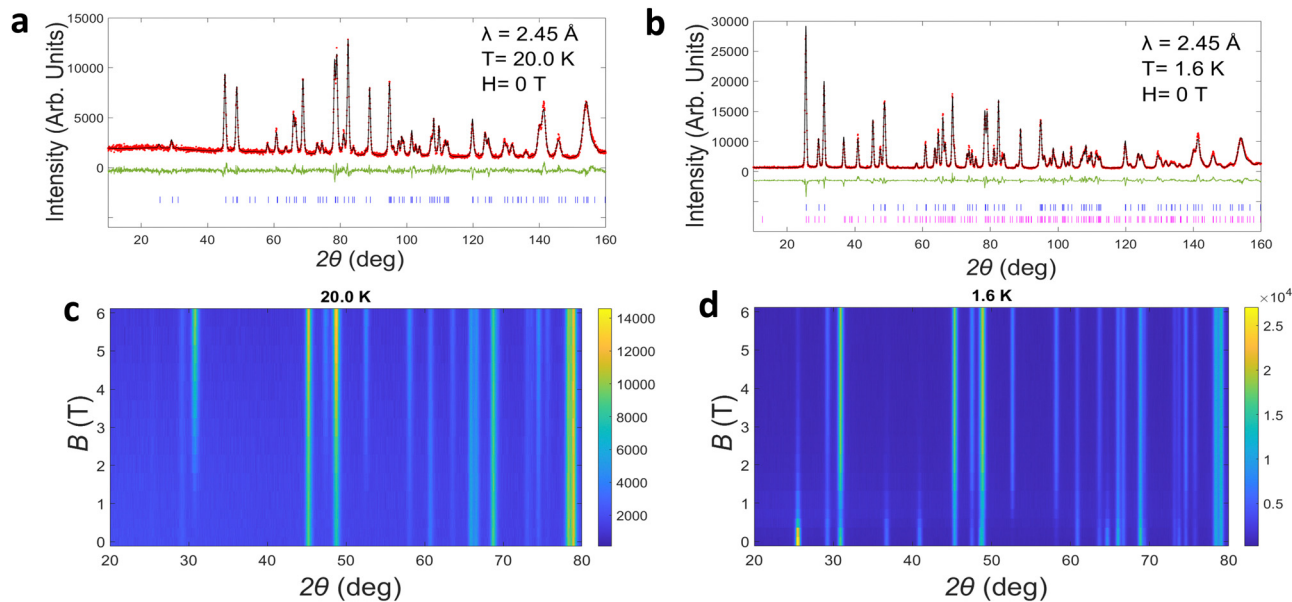 a
λ = 2.45 Å
T= 20.0 K
H= 0 T
Intensity (Arb. Units)
15000
10000
5000
0
20 40 60 80 100 120 140 160
2θ (deg)
b
λ = 2.45 Å
T= 1.6 K
H= 0 T
Intensity (Arb. Units)
30000
25000
20000
15000
10000
5000
0
20 40 60 80 100 120 140 160
2θ (deg)
c
20.0 K
B (T)
6
5
4
3
2
1
0
20 30 40 50 60 70 80
2θ (deg)
14000
12000
10000
8000
6000
4000
2000
d
1.6 K
B (T)
6
5
4
3
2
1
0
20 30 40 50 60 70 80
2θ (deg)
×10⁴
2.5
2
1.5
1
0.5